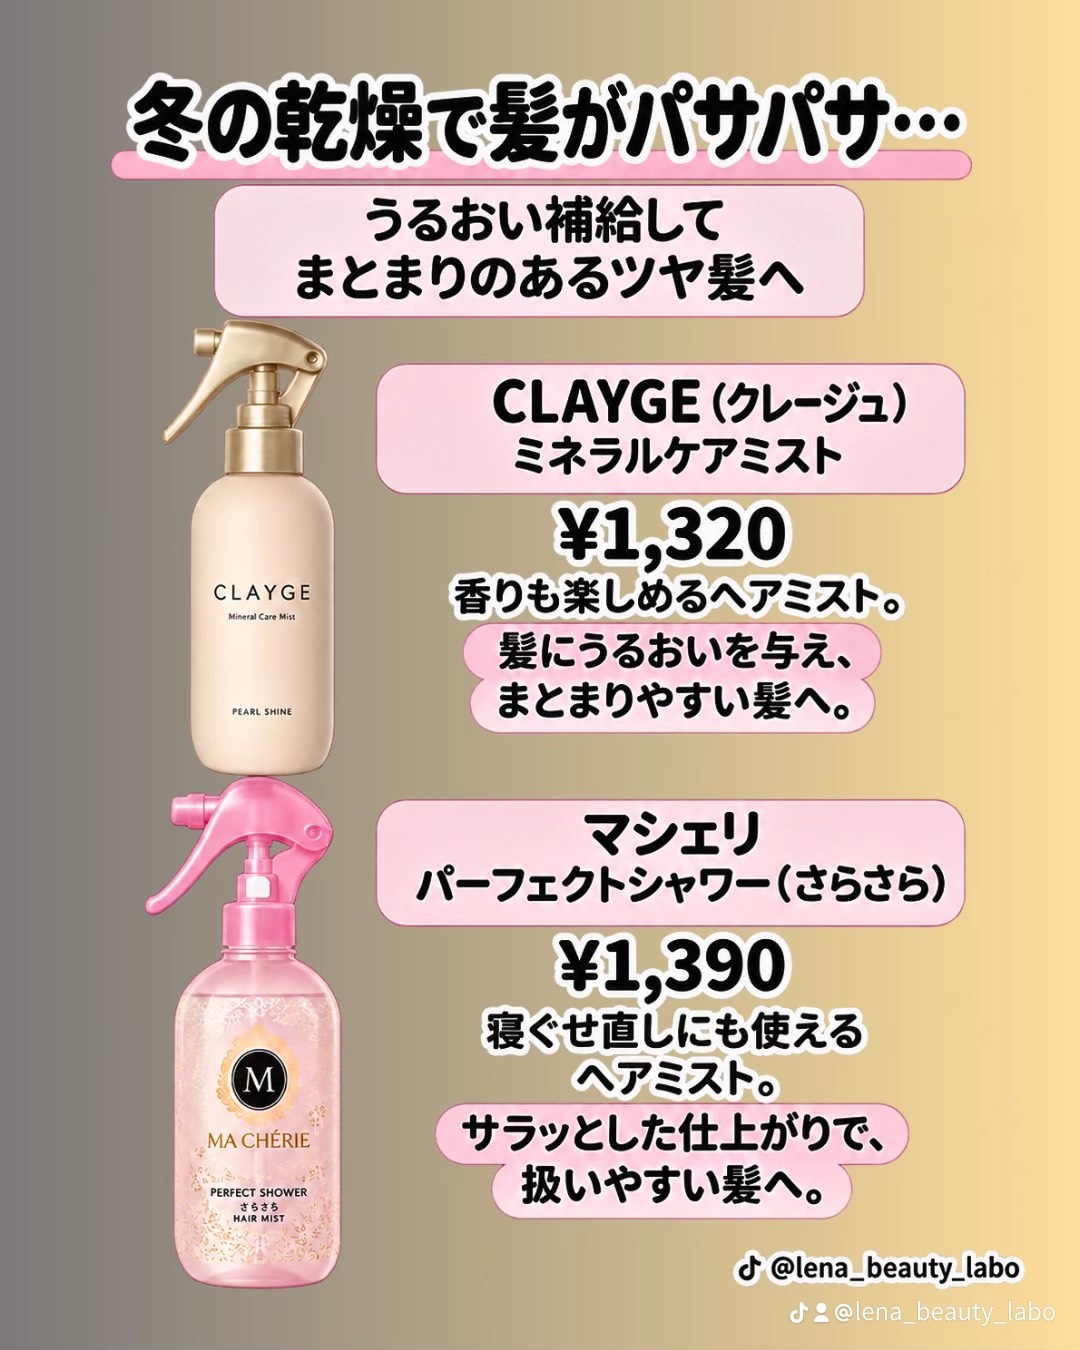 冬の乾燥で髪がパサパサ…
うるおい補給して
まとまりのあるツヤ髪へ
CLAYGE（クレージュ）
ミネラルケアミスト
¥1,320
香りも楽しめるヘアミスト。
髪にうるおいを与え、
まとまりやすい髪へ。
CLAYGE
Mineral Care Mist
PEARL SHINE
マシェリ
パーフェクトシャワー（さらさら）
¥1,390
寝ぐせ直しにも使える
ヘアミスト。
サラッとした仕上がりで、
扱いやすい髪へ。
M
MA CHÉRIE
PERFECT SHOWER
さらさち
HAIR MIST
@lena_beauty_labo
@lena_beauty_labo